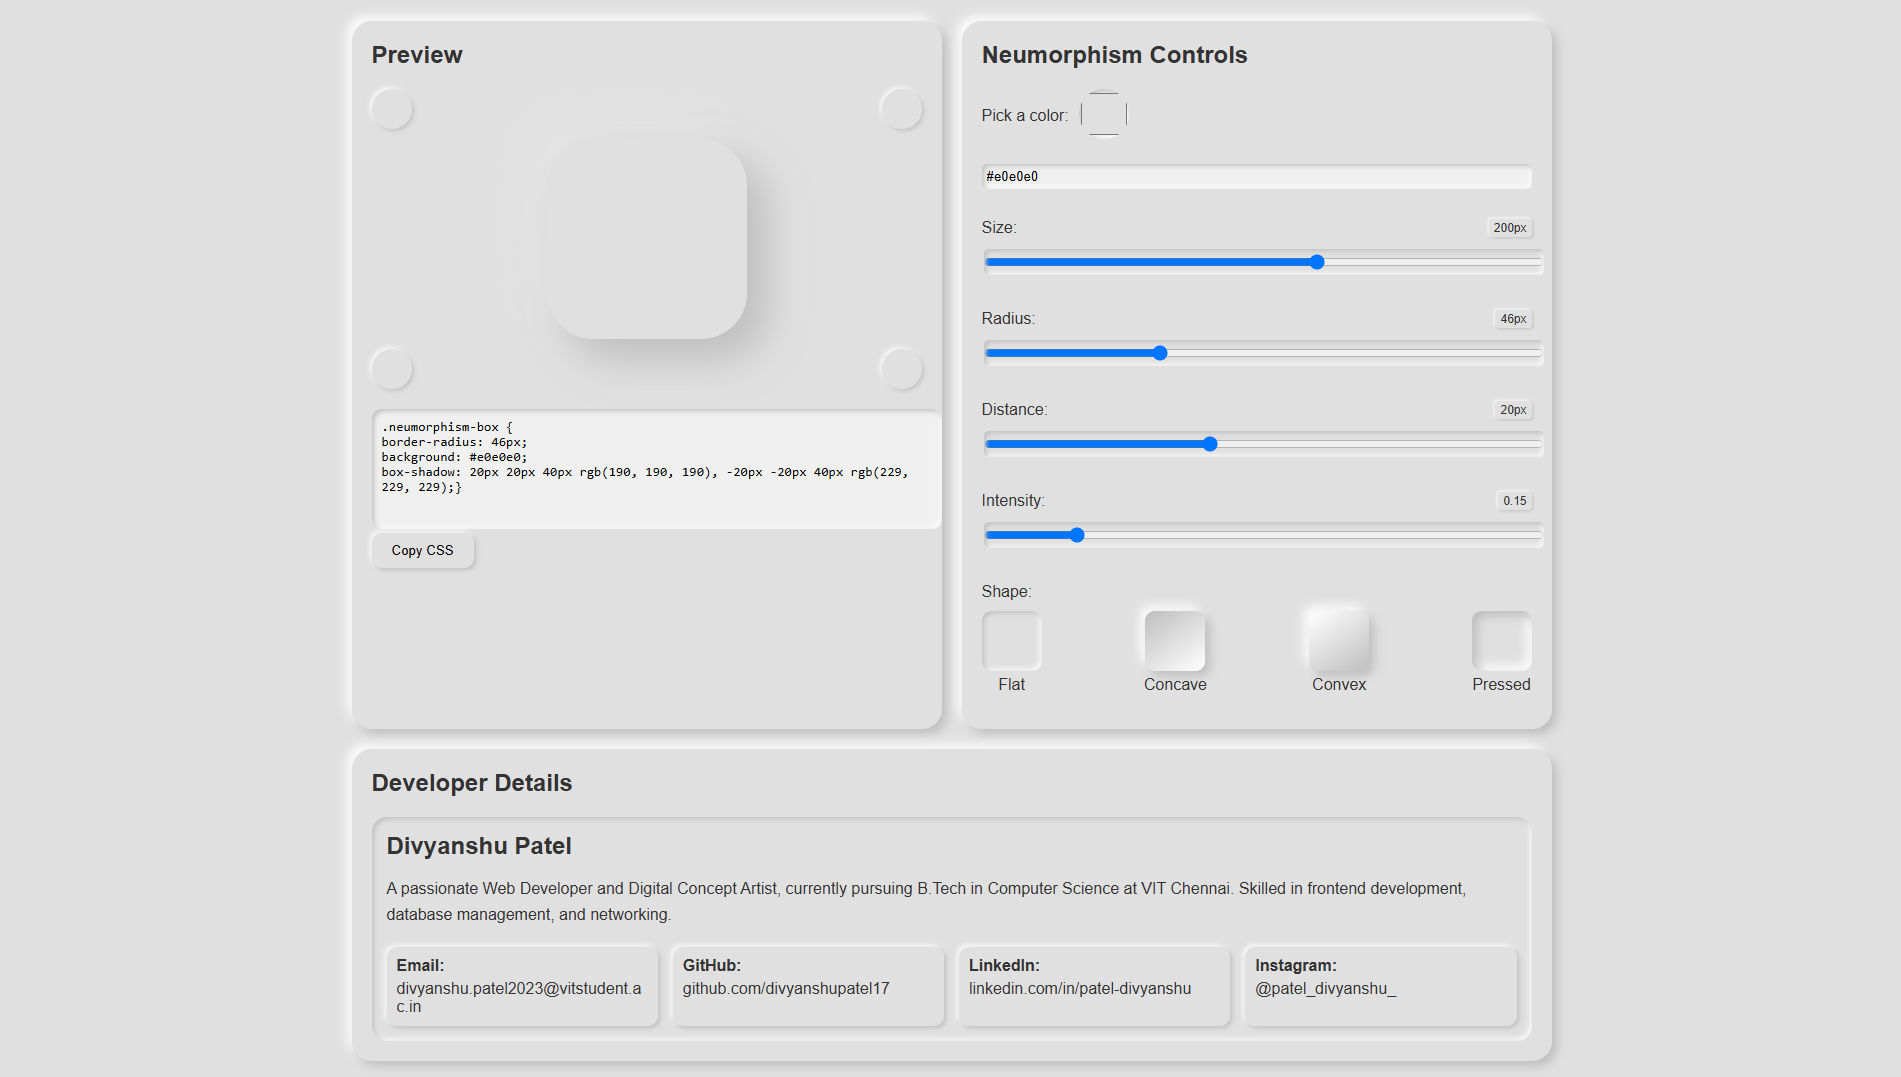 Preview
.neumorphism-box {
border-radius: 46px;
background: #e0e0e0;
box-shadow: 20px 20px 40px rgb(190, 190, 190), -20px -20px 40px rgb(229,
229, 229);}
Copy CSS
Neumorphism Controls
Pick a color:
#e0e0e0
Size: 200px
Radius: 46px
Distance: 20px
Intensity: 0.15
Shape:
Flat Concave Convex Pressed
Developer Details
Divyanshu Patel
A passionate Web Developer and Digital Concept Artist, currently pursuing B.Tech in Computer Science at VIT Chennai. Skilled in frontend development,
database management, and networking.
Email:
divyanshu.patel2023@vitstudent.a
c.in
GitHub:
github.com/divyanshupatel17
LinkedIn:
linkedin.com/in/patel-divyanshu
Instagram:
@patel_divyanshu_